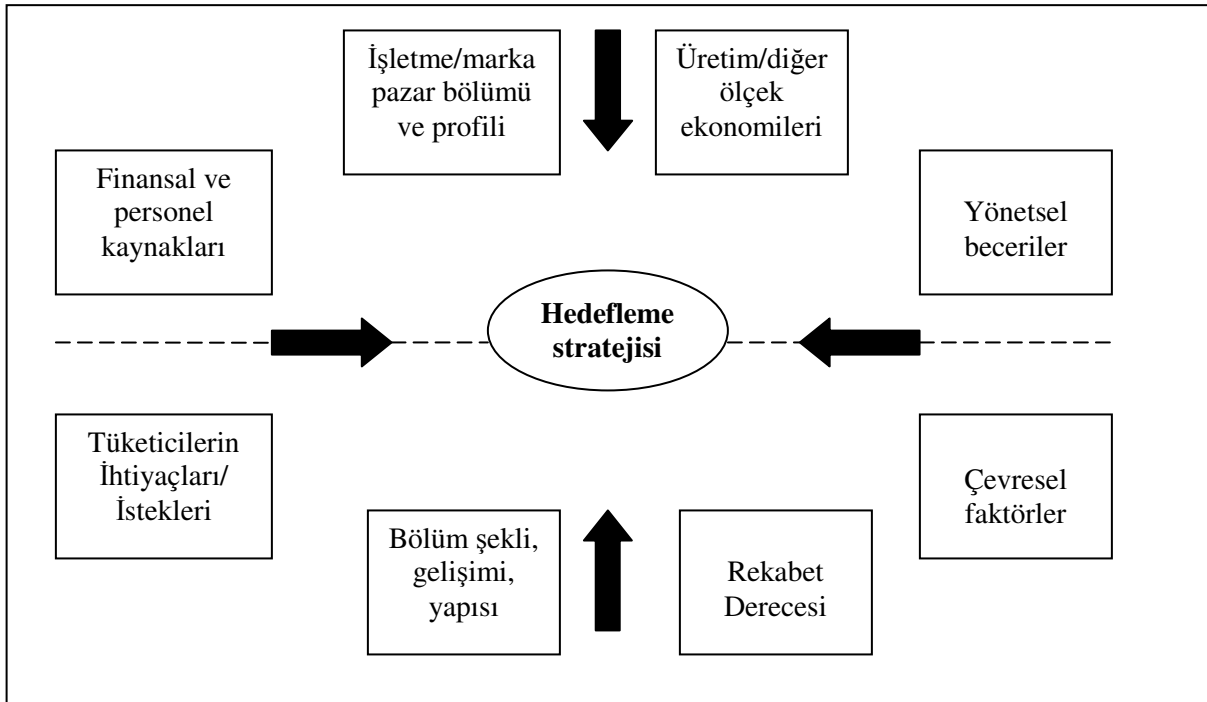 İşletme/marka
pazar bölümü
ve profili
Üretim/diğer
ölçek
ekonomileri
Finansal ve
personel
kaynakları
Yönetsel
beceriler
Hedefleme
stratejisi
Tüketicilerin
İhtiyaçları/
İstekleri
Çevresel
faktörler
Bölüm şekli,
gelişimi,
yapısı
Rekabet
Derecesi